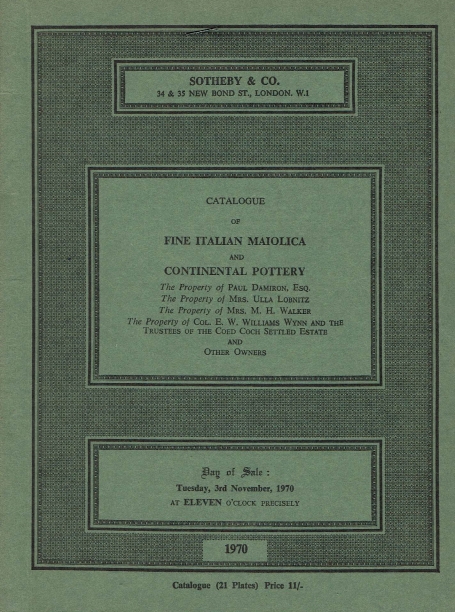 SOTHEBY & CO.
34 & 35 NEW BOND ST., LONDON. W.1
CATALOGUE
OF
FINE ITALIAN MAIOLICA
AND
CONTINENTAL POTTERY
The Property of PAUL DAMIRON, ESQ.
The Property of MRS. ULLA LOBNITZ
The Property of MRS. M. H. WALKER
The Property of COL. E. W. WILLIAMS WYNN AND THE
TRUSTEES OF THE COED COCH SETTLED ESTATE
AND
OTHER OWNERS
Day of Sale :
Tuesday, 3rd November, 1970
AT ELEVEN O'CLOCK PRECISELY
1970
Catalogue (21 Plates) Price 11/-